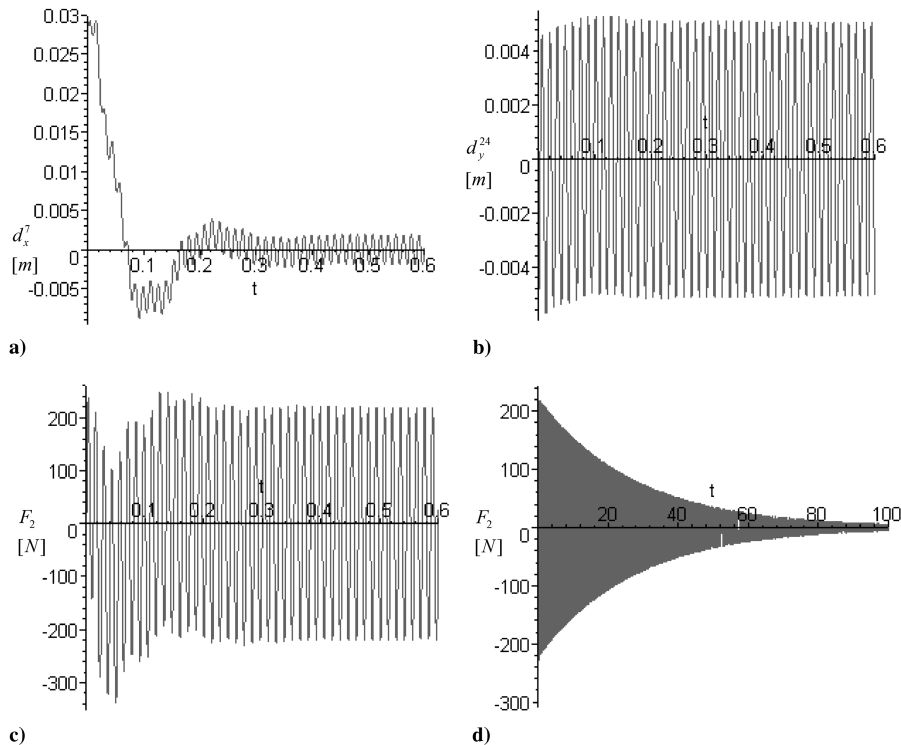 0.03
0.025
0.02
0.015
0.01
0.005
d_x^7
0
[m]
-0.005
0.1 0.2 0.3 0.4 0.5 0.6
t
a)
0.004
0.002
t
d_y^24
0.1 0.2 0.3 0.4 0.5 0.6
0
[m]
-0.002
-0.004
b)
200
100
t
0.1 0.2 0.3 0.4 0.5 0.6
F_2
0
[N]
-100
-200
-300
c)
200
100
t
F_2
20 40 60 80 100
0
[N]
-100
-200
-300
d)